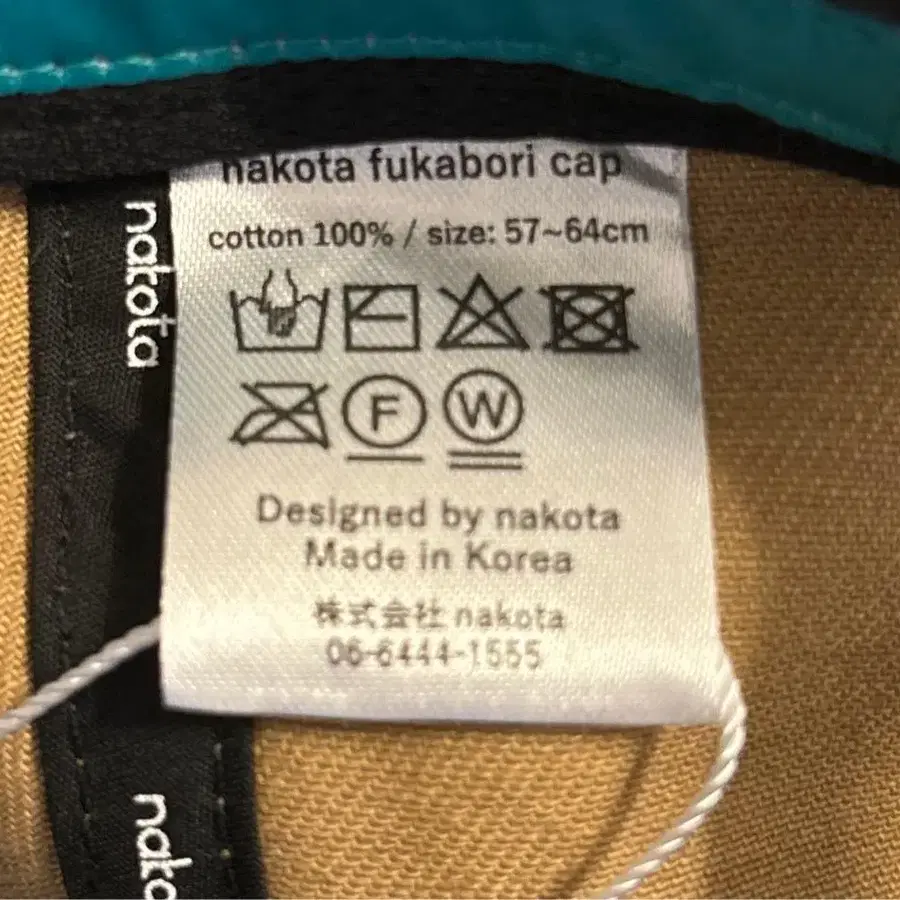 nakota fukabori cap
nakota
cotton 100% / size: 57~64cm
F
W
Designed by nakota
Made in Korea
株式会社 nakota
06-6444-1555
nako